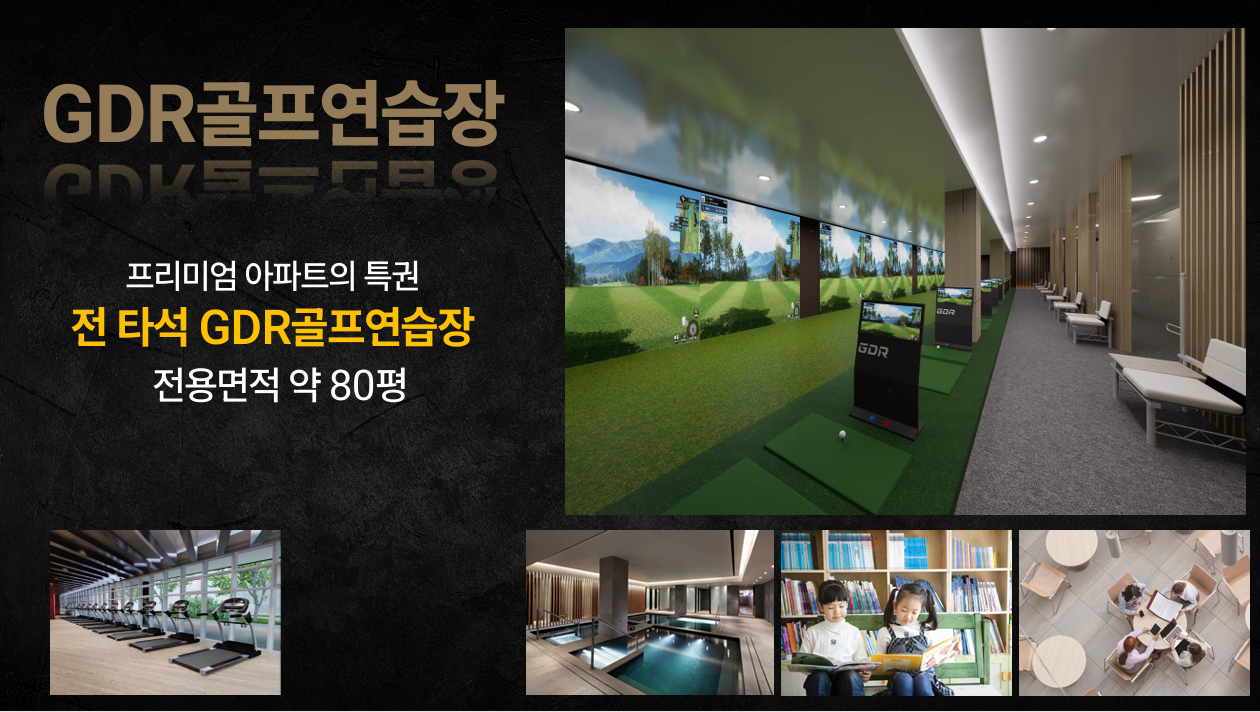 GDR골프연습장
프리미엄 아파트의 특권
전 타석 GDR골프연습장
전용면적 약 80평
GDR
GDR